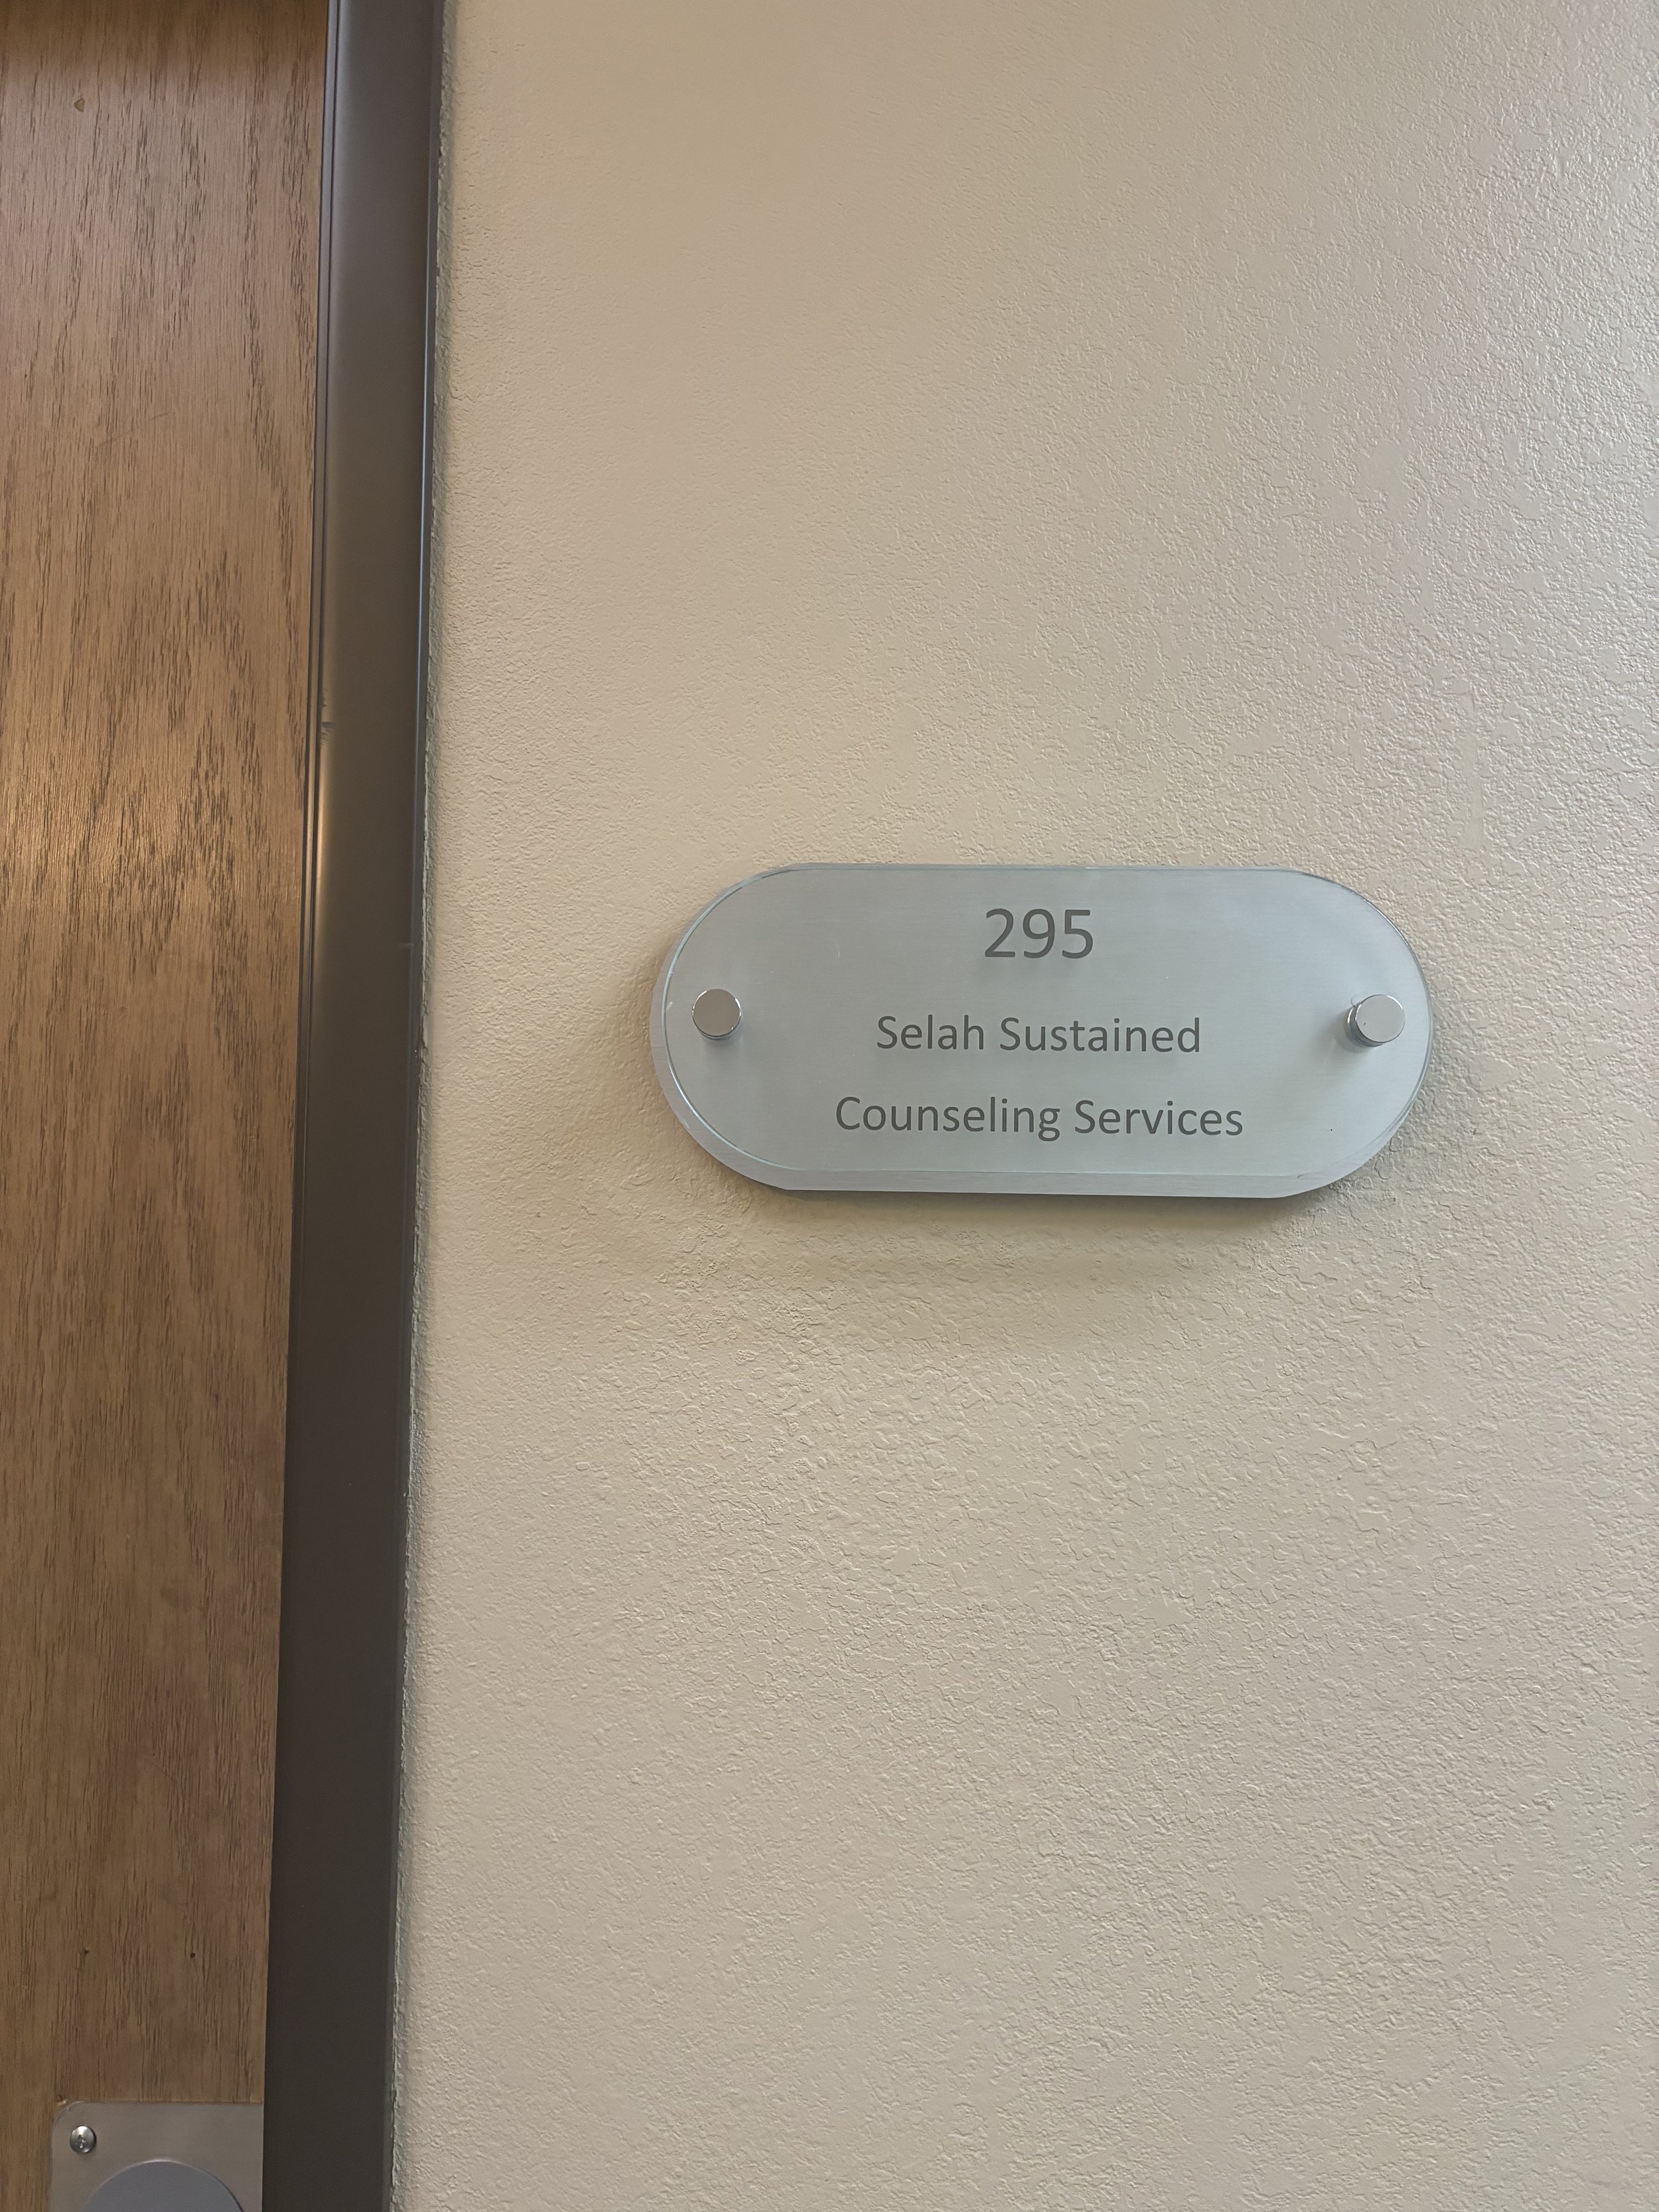 295
Selah Sustained
Counseling Services